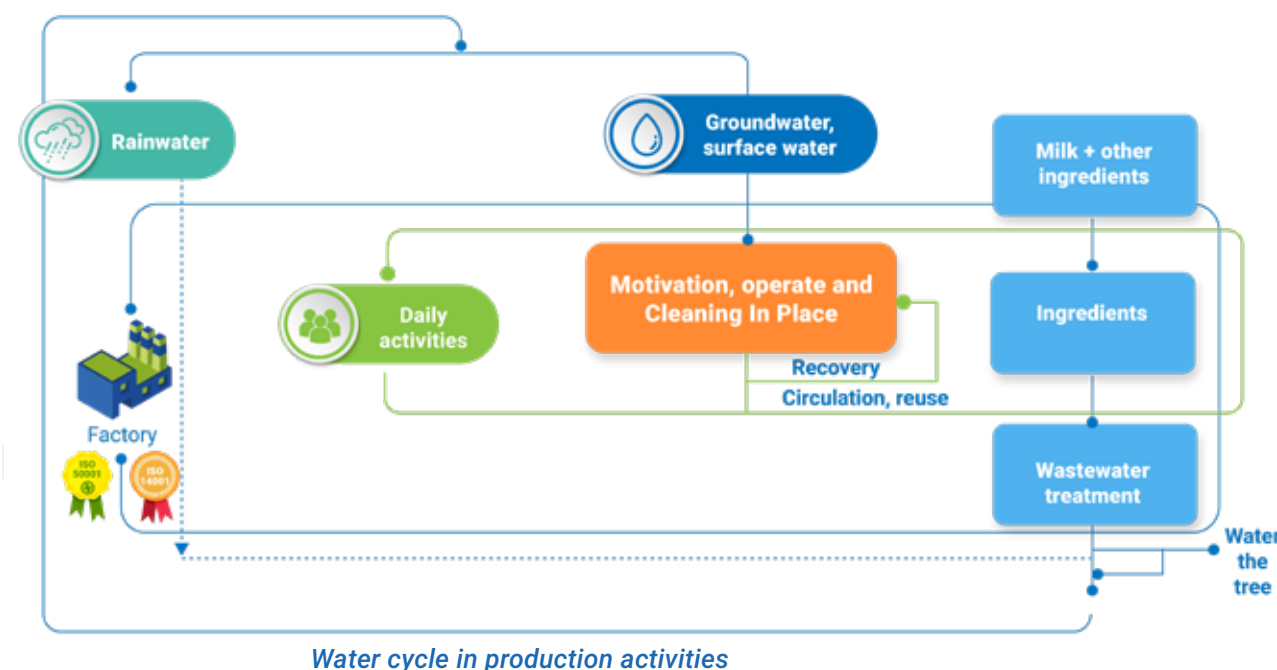 Rainwater
Groundwater,
surface water
Milk + other
ingredients
Motivation, operate and
Cleaning In Place
Ingredients
Daily
activities
Recovery
Circulation, reuse
Factory
ISO
50001
ISO
14001
Wastewater
treatment
Water
the
tree
Water cycle in production activities